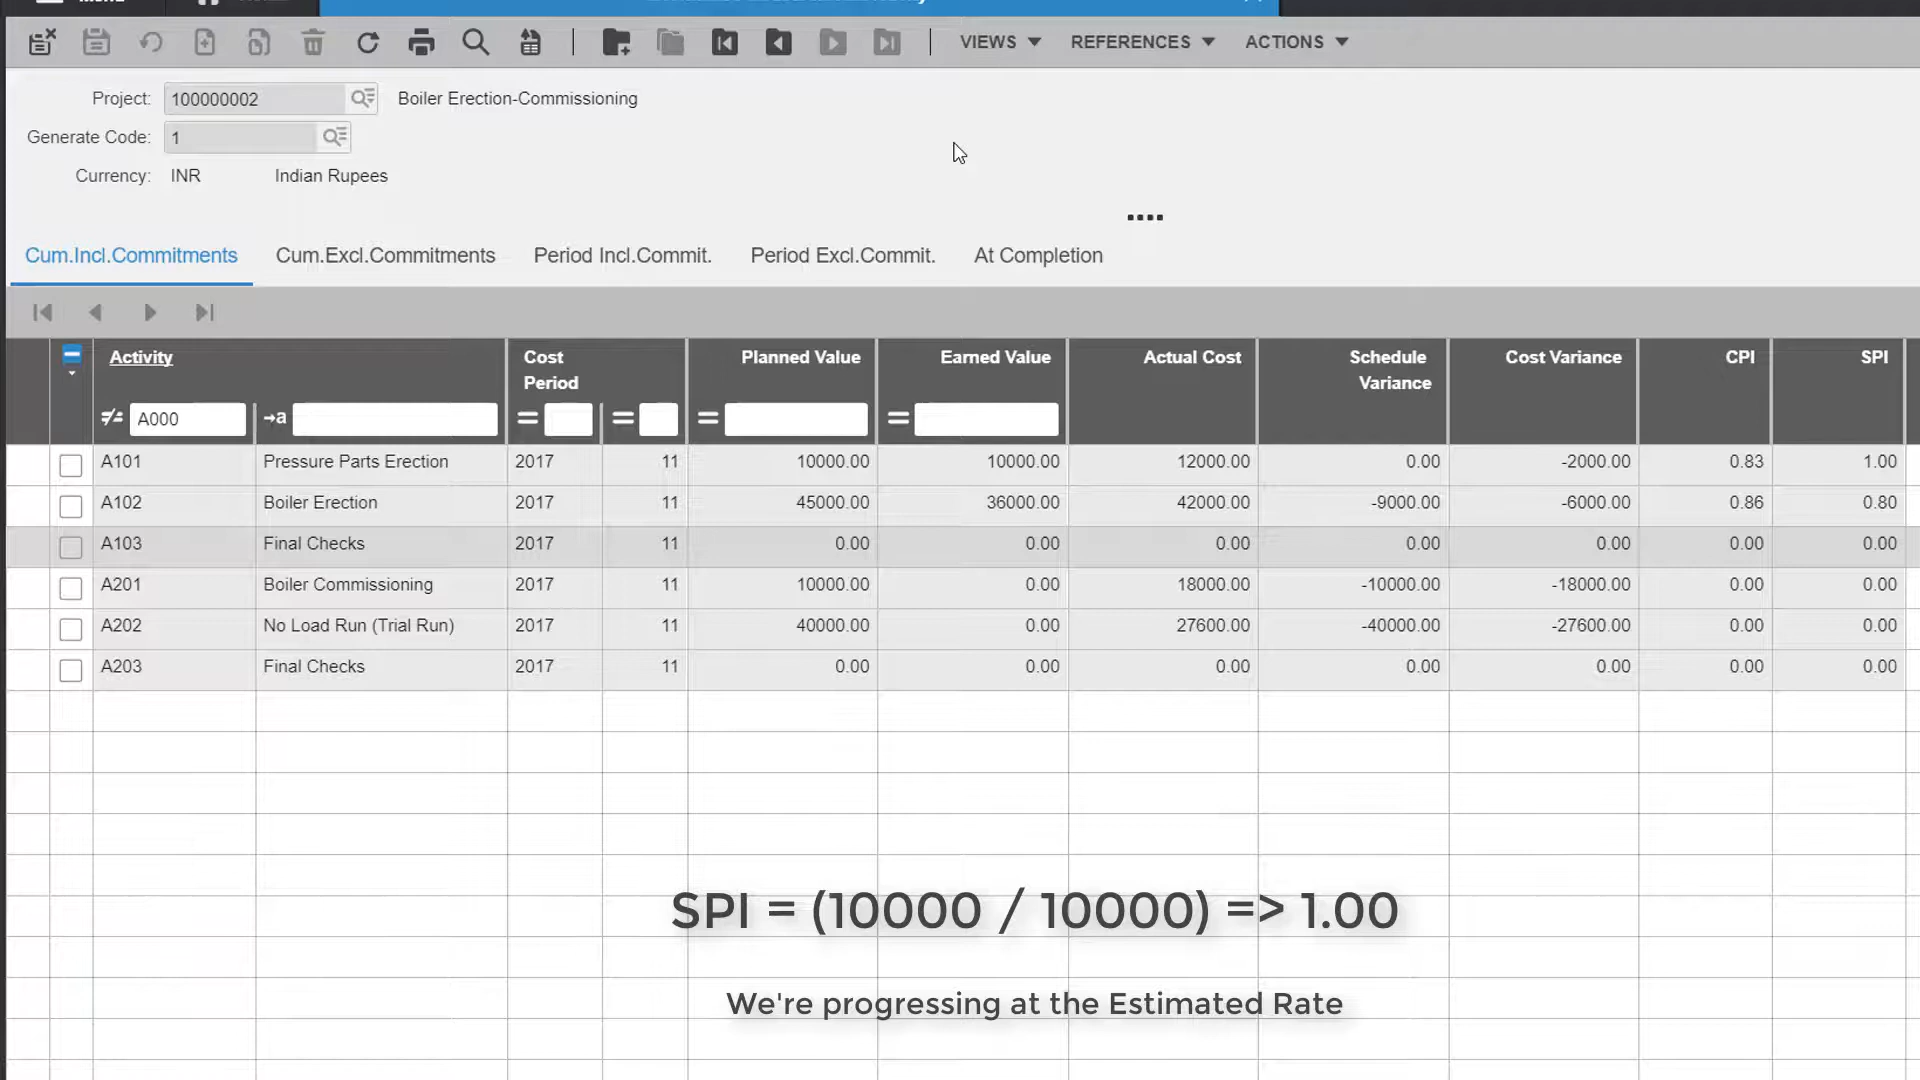 VIEWS REFERENCES ACTIONS
Project: 100000002 Boiler Erection-Commissioning
Generate Code: 1
Currency: INR Indian Rupees
Cum.Incl.Commitments Cum.Excl.Commitments Period Incl.Commit. Period Excl.Commit. At Completion
Activity Cost Period Planned Value Earned Value Actual Cost Schedule Variance Cost Variance CPI SPI
A000
A101 Pressure Parts Erection 2017 11 10000.00 10000.00 12000.00 0.00 -2000.00 0.83 1.00
A102 Boiler Erection 2017 11 45000.00 36000.00 42000.00 -9000.00 -6000.00 0.86 0.80
A103 Final Checks 2017 11 0.00 0.00 0.00 0.00 0.00 0.00 0.00
A201 Boiler Commissioning 2017 11 10000.00 0.00 18000.00 -10000.00 -18000.00 0.00 0.00
A202 No Load Run (Trial Run) 2017 11 40000.00 0.00 27600.00 -40000.00 -27600.00 0.00 0.00
A203 Final Checks 2017 11 0.00 0.00 0.00 0.00 0.00 0.00 0.00
SPI = (10000 / 10000) => 1.00
We're progressing at the Estimated Rate